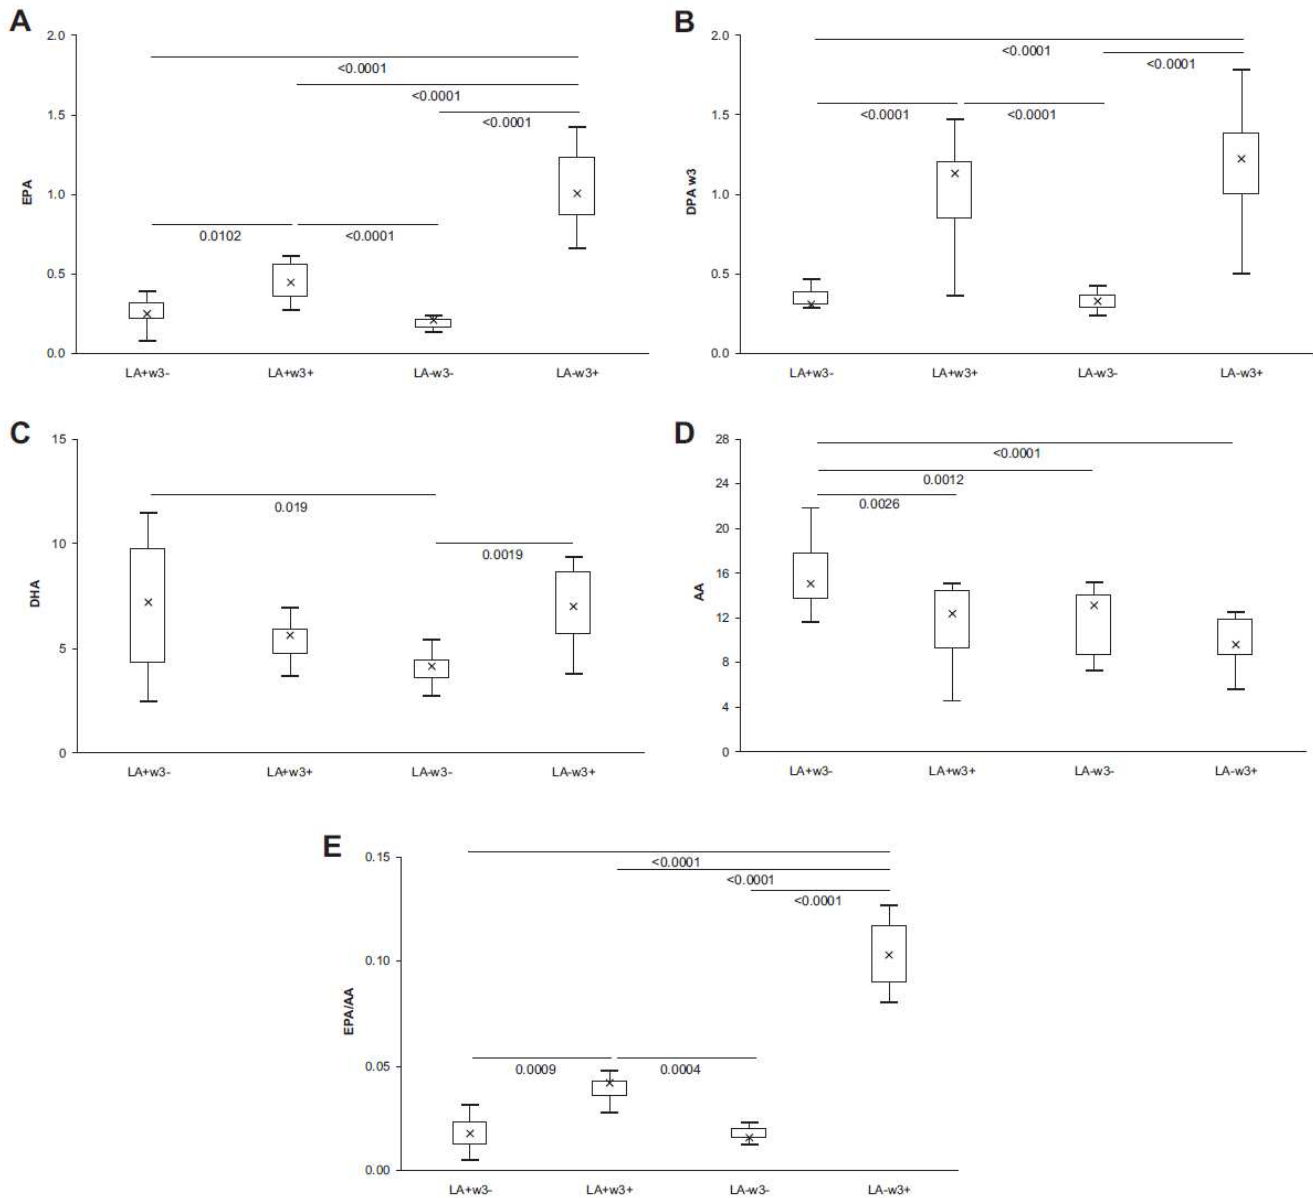 A
EPA
2.0
1.5
1.0
0.5
0.0
<0.0001
<0.0001
<0.0001
0.0102
<0.0001
LA+w3-
LA+w3+
LA-w3-
LA-w3+
B
DPA w3
2.0
1.5
1.0
0.5
0.0
<0.0001
<0.0001
<0.0001
<0.0001
LA+w3-
LA+w3+
LA-w3-
LA-w3+
C
DHA
15
10
5
0
0.019
0.0019
LA+w3-
LA+w3+
LA-w3-
LA-w3+
D
AA
28
24
20
16
12
8
4
0
<0.0001
0.0012
0.0026
LA+w3-
LA+w3+
LA-w3-
LA-w3+
E
EPA/AA
0.15
0.10
0.05
0.00
<0.0001
<0.0001
<0.0001
0.0009
0.0004
LA+w3-
LA+w3+
LA-w3-
LA-w3+